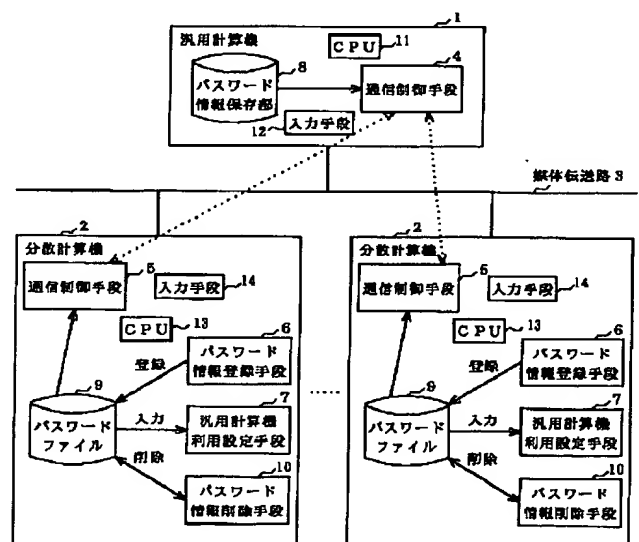 1
汎用計算機
CPU
11
8
4
パスワード
情報保存部
通信制御手段
12
入力手段
媒体伝送路3
2
分散計算機
5
通信制御手段
入力手段
14
CPU
13
6
登録
パスワード
情報登録手段
9
7
パスワード
ファイル
入力
汎用計算機
利用設定手段
削除
10
パスワード
情報削除手段
……
2
分散計算機
5
通信制御手段
入力手段
14
CPU
13
6
登録
パスワード
情報登録手段
9
7
パスワード
ファイル
入力
汎用計算機
利用設定手段
削除
10
パスワード
情報削除手段